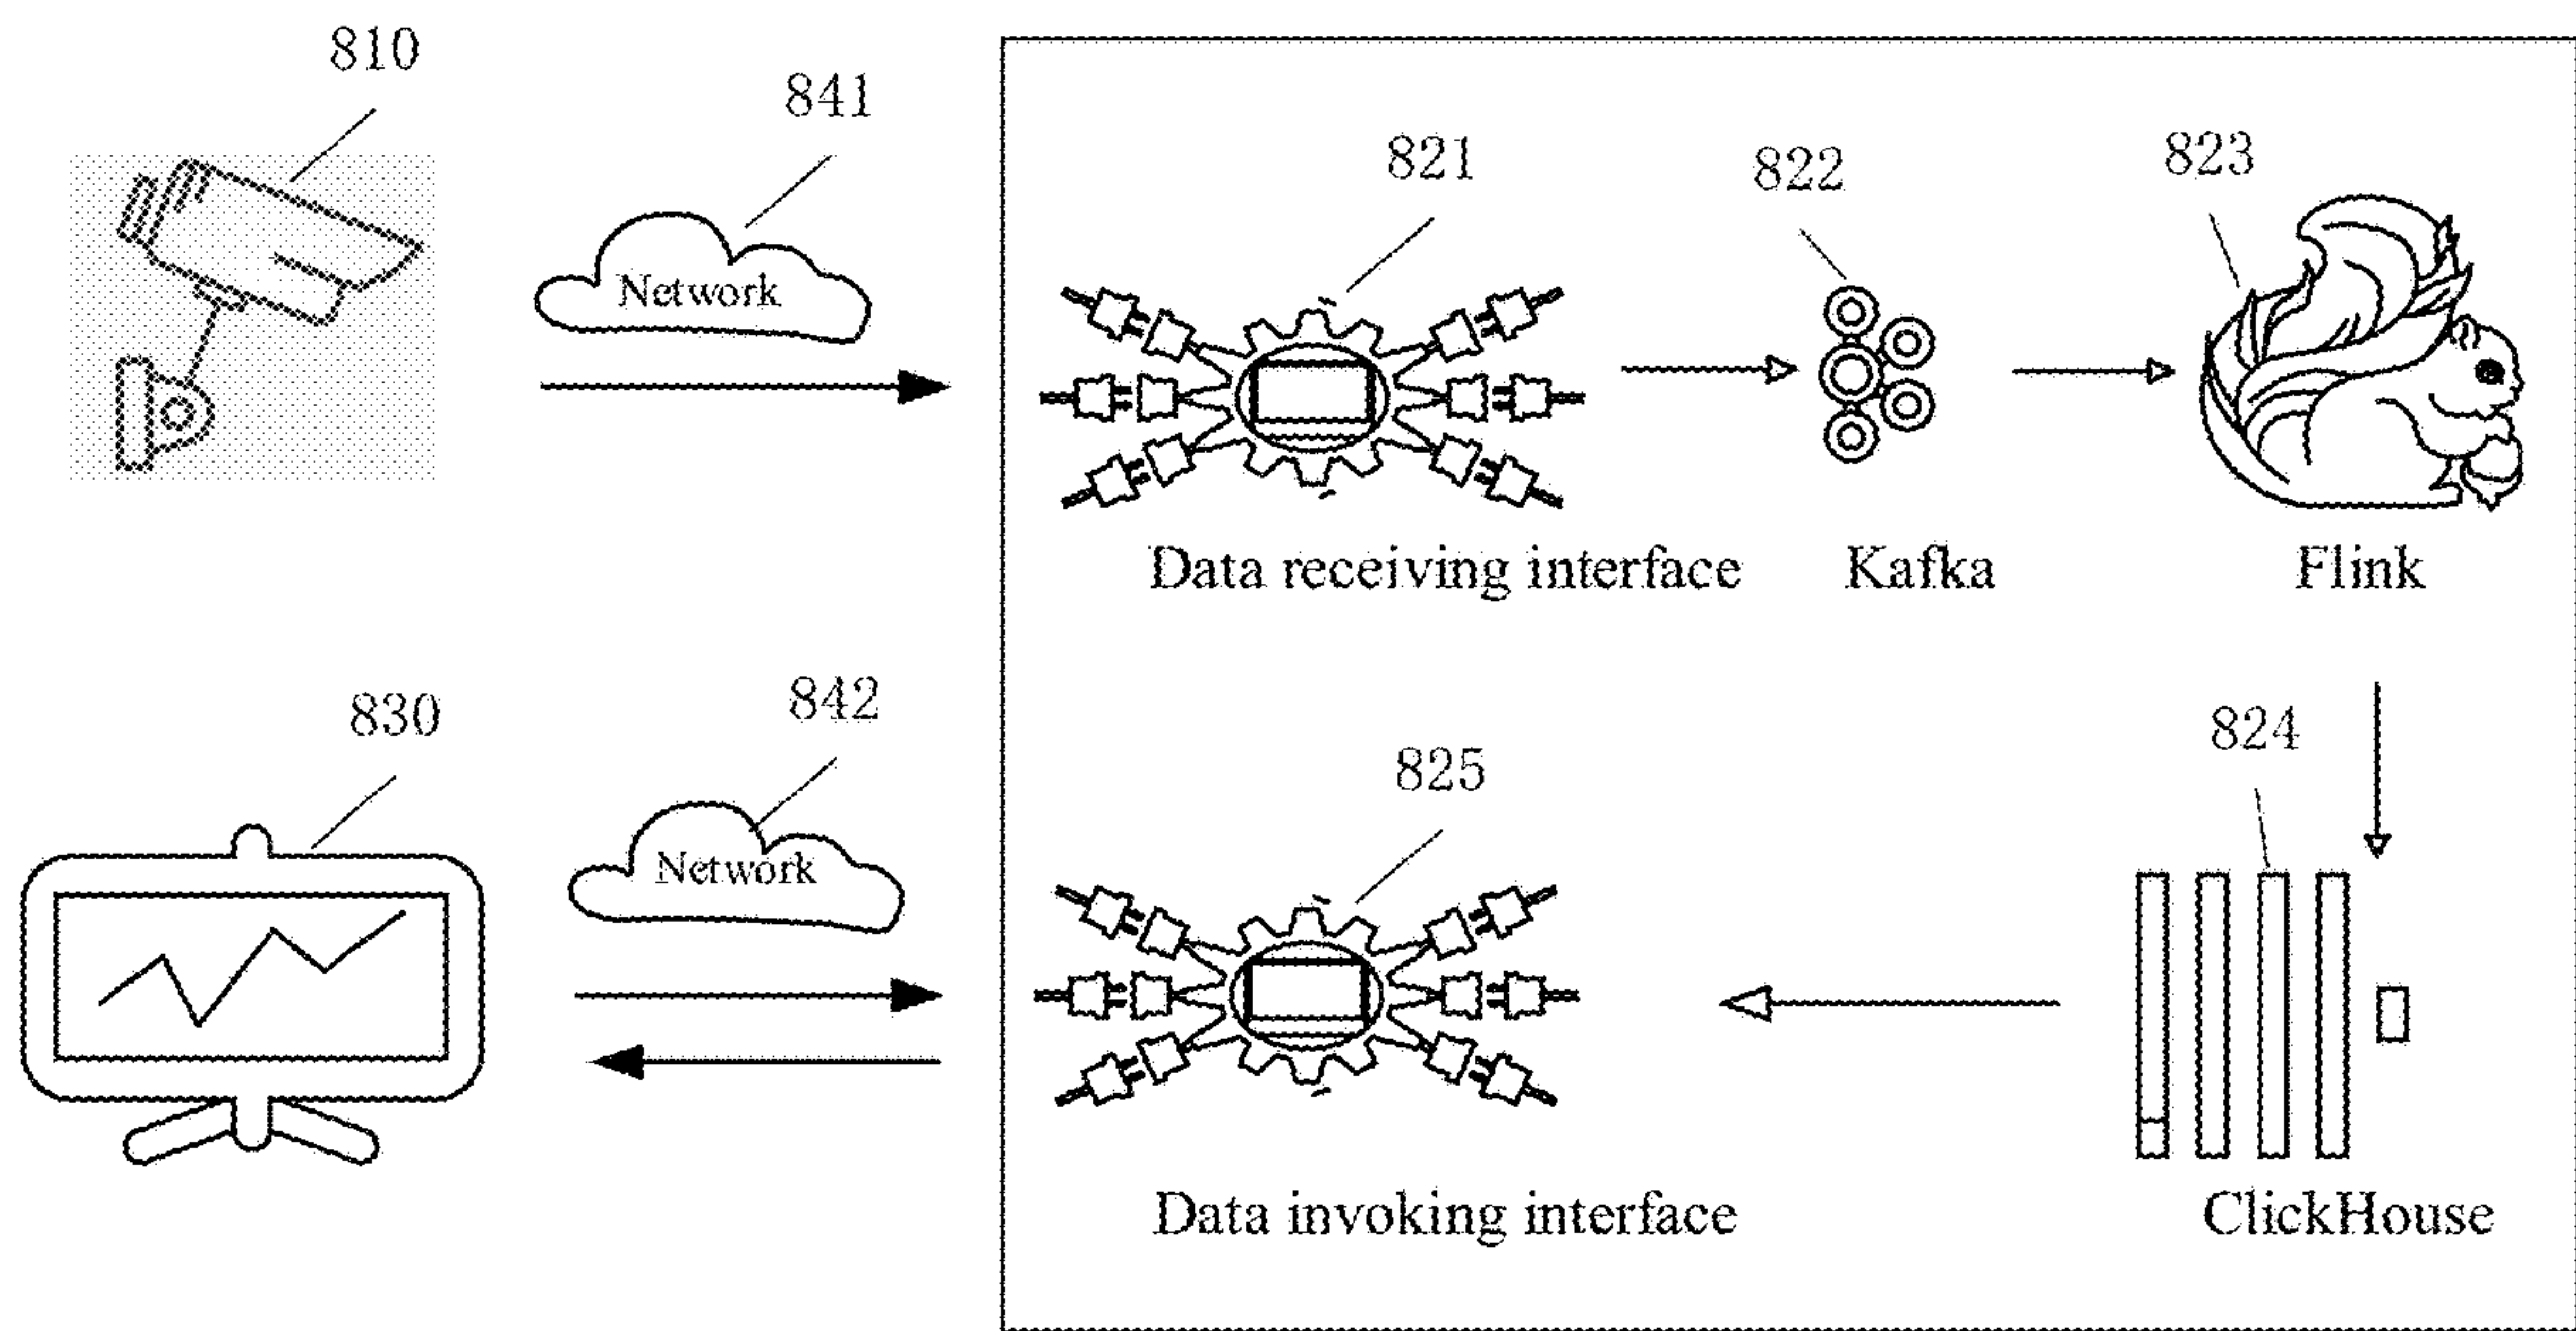 810
841
821
822
823
Network
Data receiving interface
Kafka
Flink
830
842
825
824
Network
Data invoking interface
ClickHouse